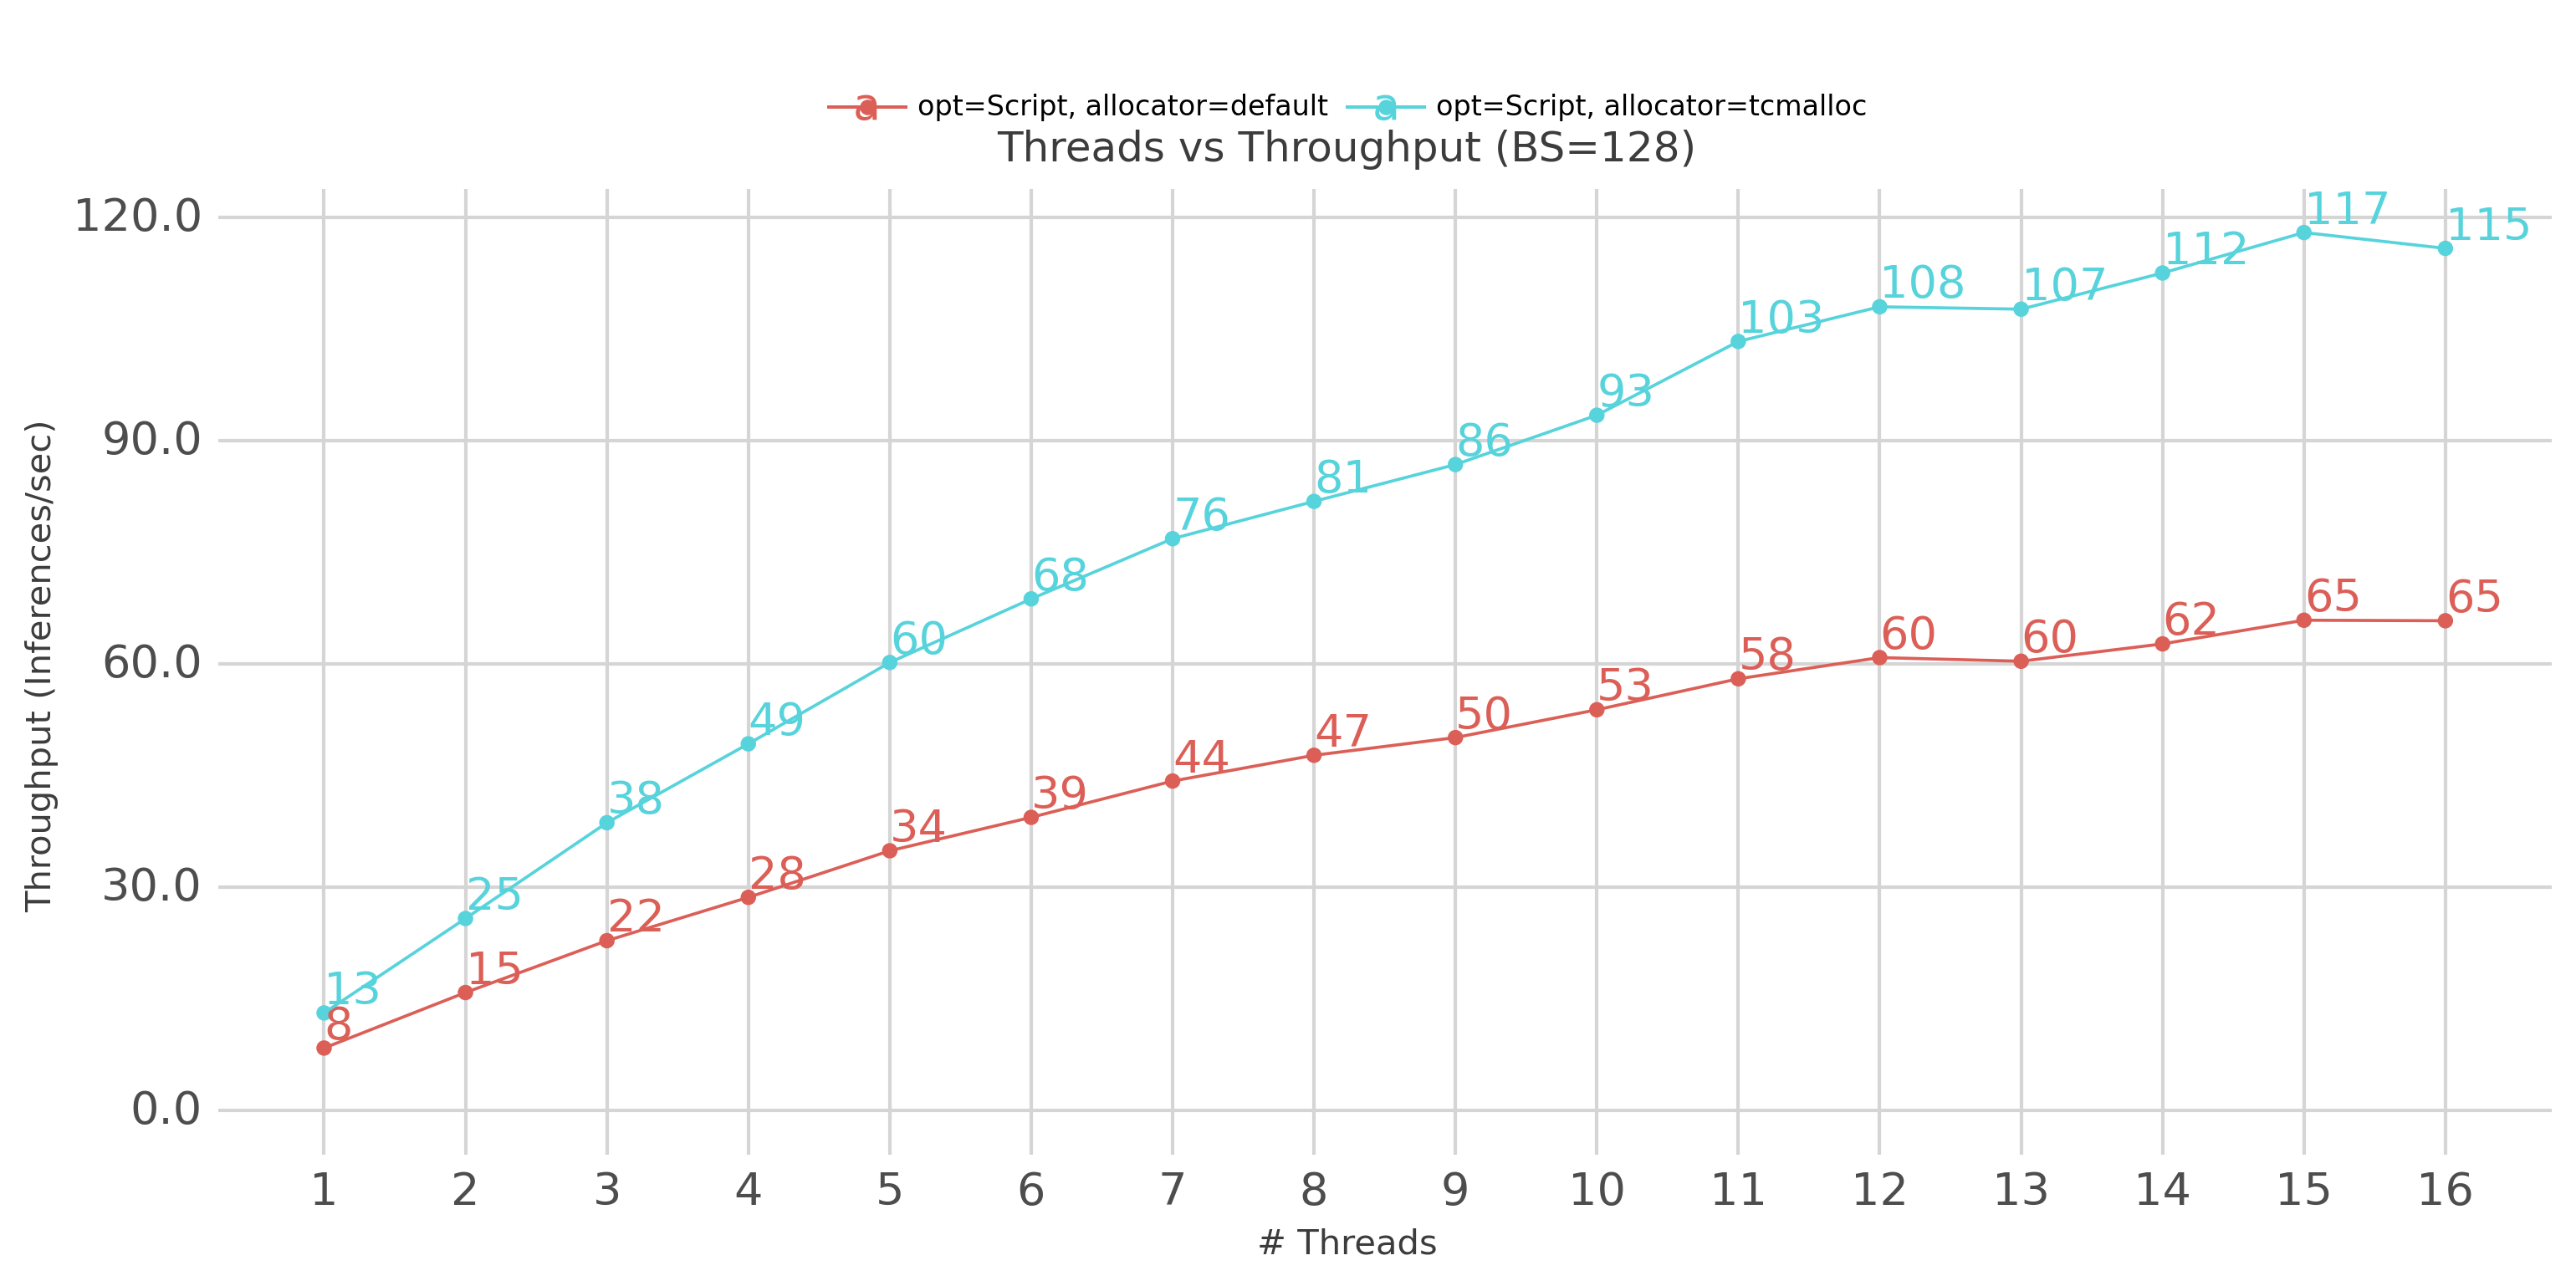 a opt=Script, allocator=default a opt=Script, allocator=tcmalloc
Threads vs Throughput (BS=128)
120.0
90.0
60.0
30.0
0.0
Throughput (Inferences/sec)
13 25 38 49 60 68 76 81 86 93 103 108 107 112 117 115
8 15 22 28 34 39 44 47 50 53 58 60 60 62 65 65
1 2 3 4 5 6 7 8 9 10 11 12 13 14 15 16
# Threads